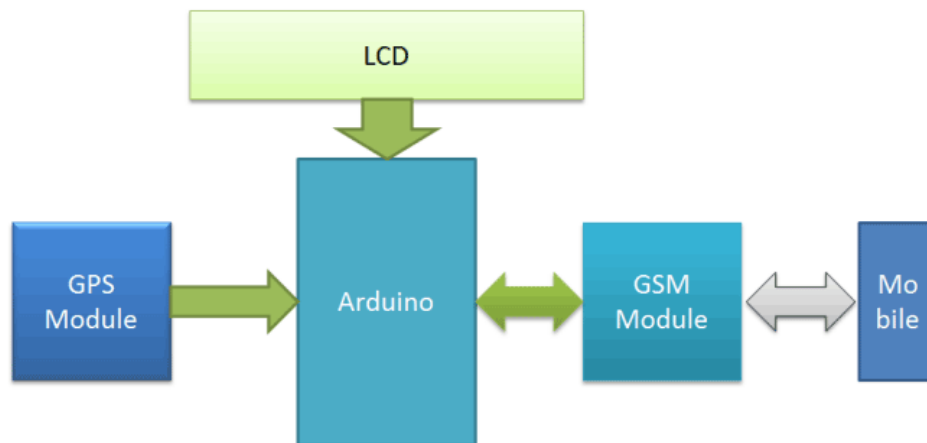 LCD
GPS
Module
Arduino
GSM
Module
Mo
bile